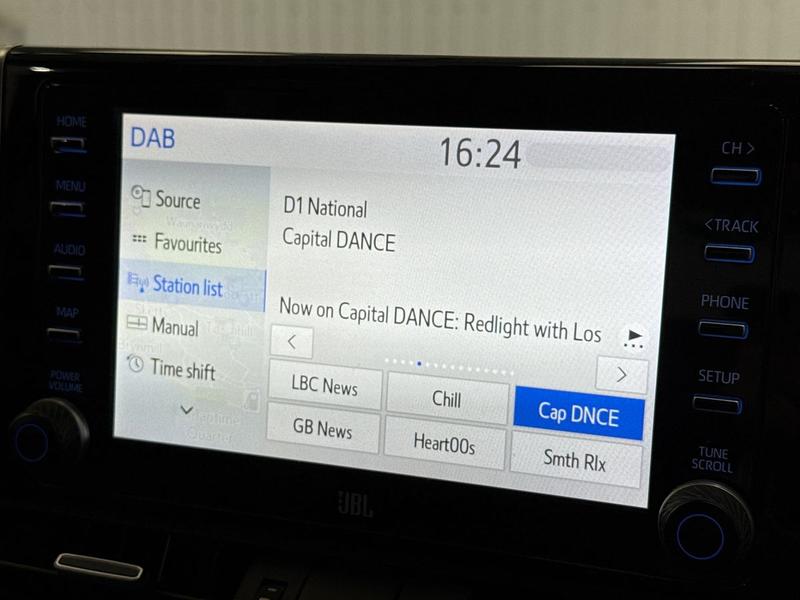 HOME
MENU
AUDIO
MAP
POWER
VOLUME
DAB
16:24
Source
Favourites
Station list
Manual
Time shift
D1 National
Capital DANCE
Now on Capital DANCE: Redlight with Los
LBC News
Chill
Cap DNCE
GB News
Heart00s
Smth Rlx
CH >
< TRACK
PHONE
SETUP
TUNE
SCROLL
JBL